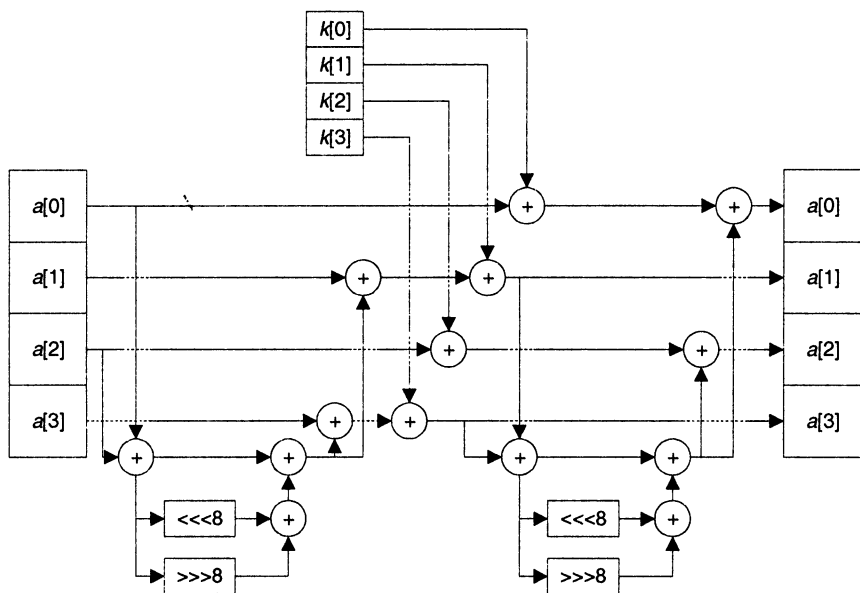 k[0]
k[1]
k[2]
k[3]
a[0] + + a[0]
a[1] + + a[1]
a[2] + + a[2]
a[3] + + a[3]
+ + + +
<<<8 + <<<8 +
>>>8 >>>8